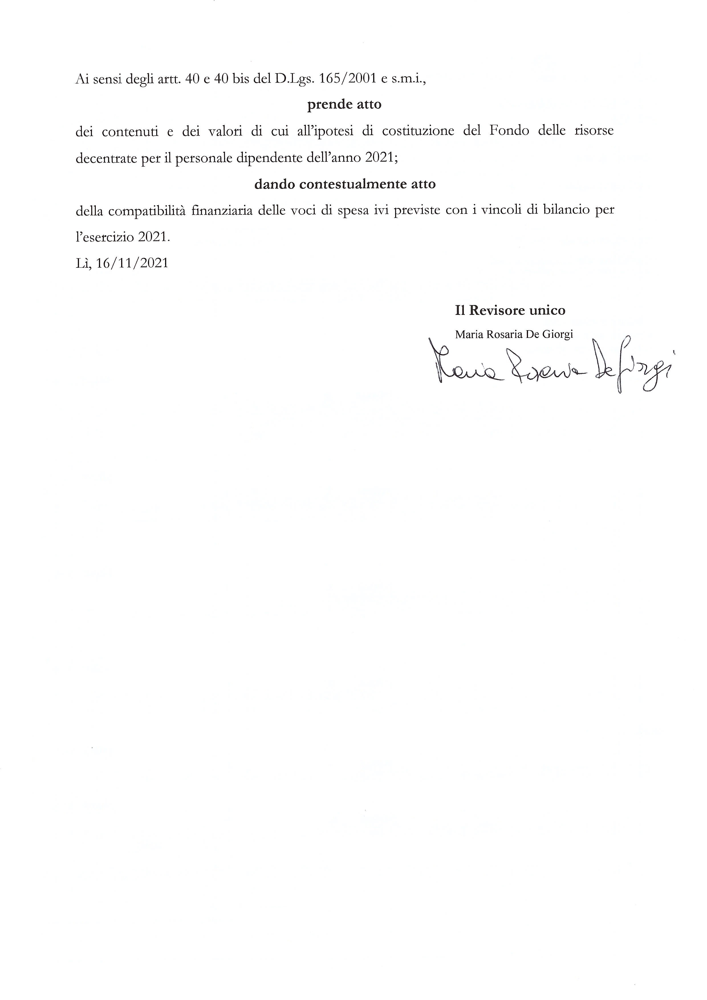 Ai sensi degli artt. 40 e 40 bis del D.Lgs. 165/2001 e s.m.i.,
prende atto
dei contenuti e dei valori di cui all'ipotesi di costituzione del Fondo delle risorse
decentrate per il personale dipendente dell'anno 2021;
dando contestualmente atto
della compatibilità finanziaria delle voci di spesa ivi previste con i vincoli di bilancio per
l'esercizio 2021.
Lì, 16/11/2021
Il Revisore unico
Maria Rosaria De Giorgi
Maria Rosaria De Giorgi